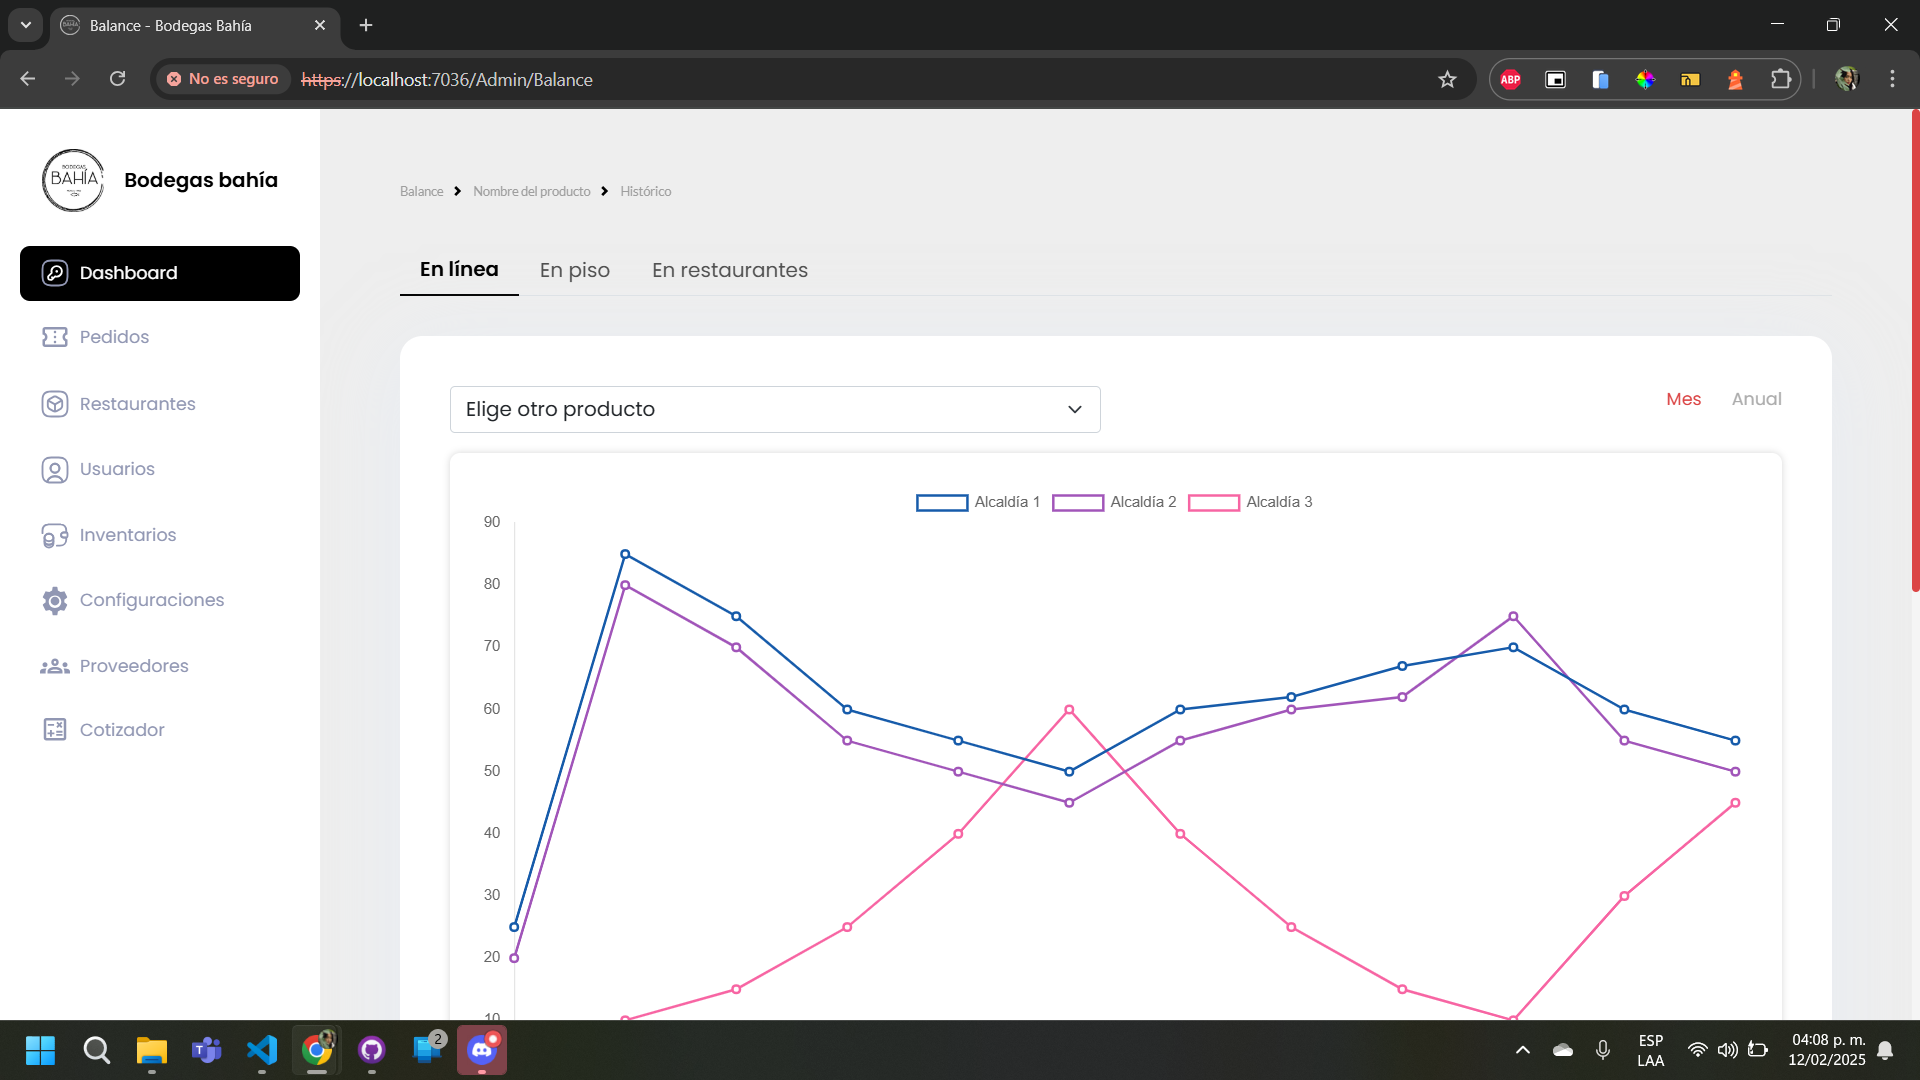 Balance - Bodegas Bahía
No es seguro
https://localhost:7036/Admin/Balance
ABP
BODEGAS
BAHÍA
Bodegas bahía
Dashboard
Pedidos
Restaurantes
Usuarios
Inventarios
Configuraciones
Proveedores
Cotizador
Balance
Nombre del producto
Histórico
En línea
En piso
En restaurantes
Elige otro producto
Mes
Anual
Alcaldía 1
Alcaldía 2
Alcaldía 3
90
80
70
60
50
40
30
20
10
2
ESP
LAA
04:08 p. m.
12/02/2025